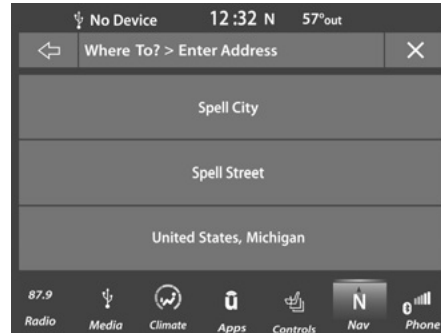 No Device 12:32 N 57°out
Where To? > Enter Address
Spell City
Spell Street
United States, Michigan
87.9 û N
Radio Media Climate Apps Controls Nav Phone